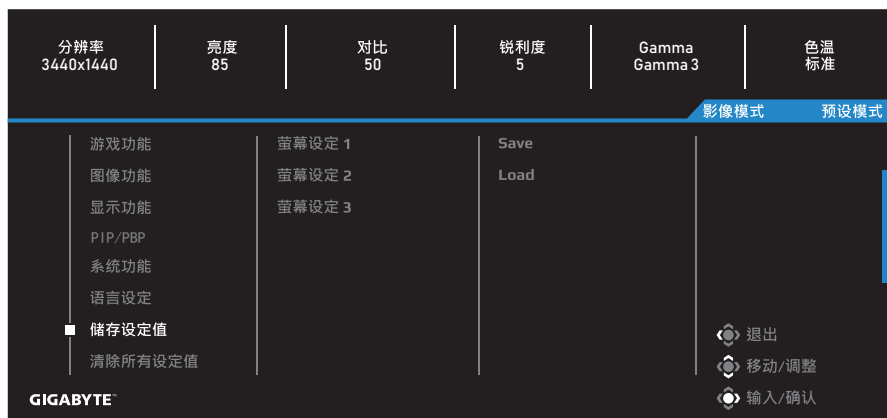 分辨率 亮度 对比 锐利度 Gamma 色温
3440x1440 85 50 5 Gamma 3 标准
影像模式 预设模式
游戏功能 萤幕设定 1 Save
图像功能 萤幕设定 2 Load
显示功能 萤幕设定 3
PIP/PBP
系统功能
语言设定
储存设定值 退出
清除所有设定值 移动/调整
GIGABYTE™ 输入/确认